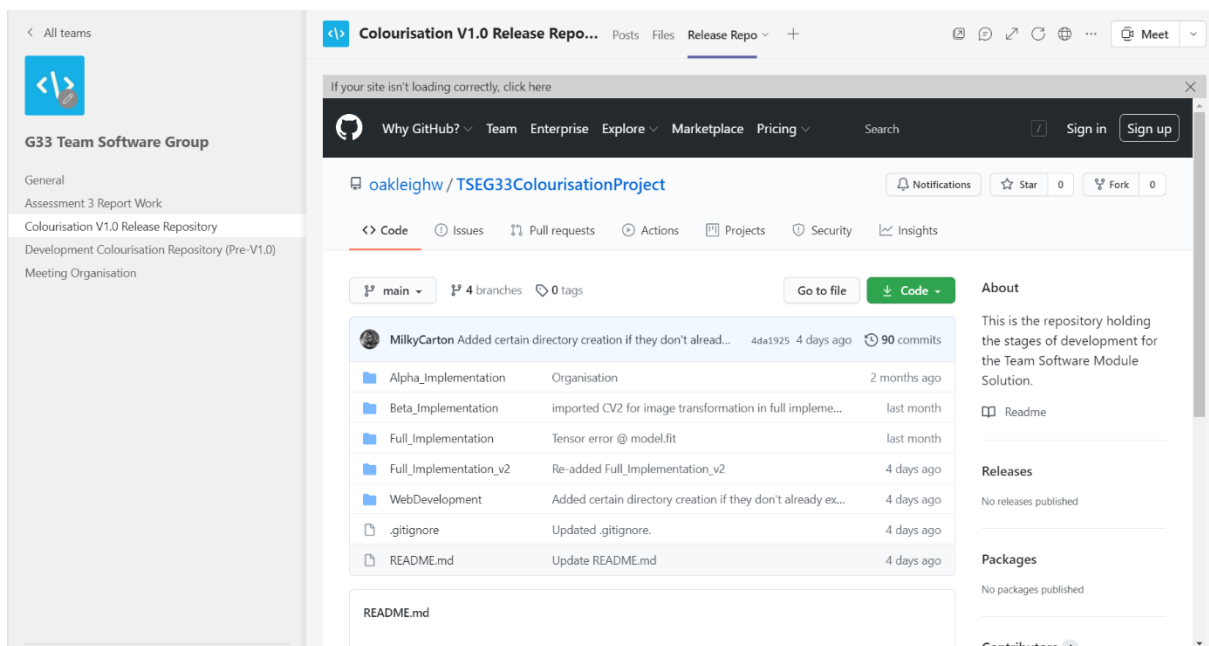 All teams
G33 Team Software Group
General
Assessment 3 Report Work
Colourisation V1.0 Release Repository
Development Colourisation Repository (Pre-V1.0)
Meeting Organisation
Colourisation V1.0 Release Repo... Posts Files Release Repo Meet
If your site isn't loading correctly, click here
Why GitHub? Team Enterprise Explore Marketplace Pricing Search / Sign in Sign up
oakleighw / TSEG33ColourisationProject Notifications Star 0 Fork 0
Code Issues Pull requests Actions Projects Security Insights
main 4 branches 0 tags Go to file Code
MilkyCarton Added certain directory creation if they don't alread... 4da1925 4 days ago 90 commits
Alpha_Implementation Organisation 2 months ago
Beta_Implementation imported CV2 for image transformation in full impleme... last month
Full_Implementation Tensor error @ model.fit last month
Full_Implementation_v2 Re-added Full_Implementation_v2 4 days ago
WebDevelopment Added certain directory creation if they don't already ex... 4 days ago
.gitignore Updated .gitignore. 4 days ago
README.md Update README.md 4 days ago
README.md
About
This is the repository holding
the stages of development for
the Team Software Module
Solution.
Readme
Releases
No releases published
Packages
No packages published